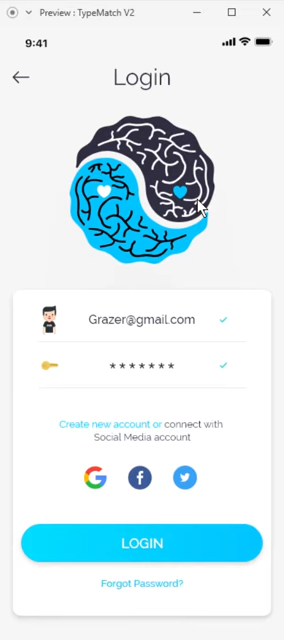 Preview : TypeMatch V2
9:41
Login
Grazer@gmail.com
*******
Create new account or connect with
Social Media account
LOGIN
Forgot Password?